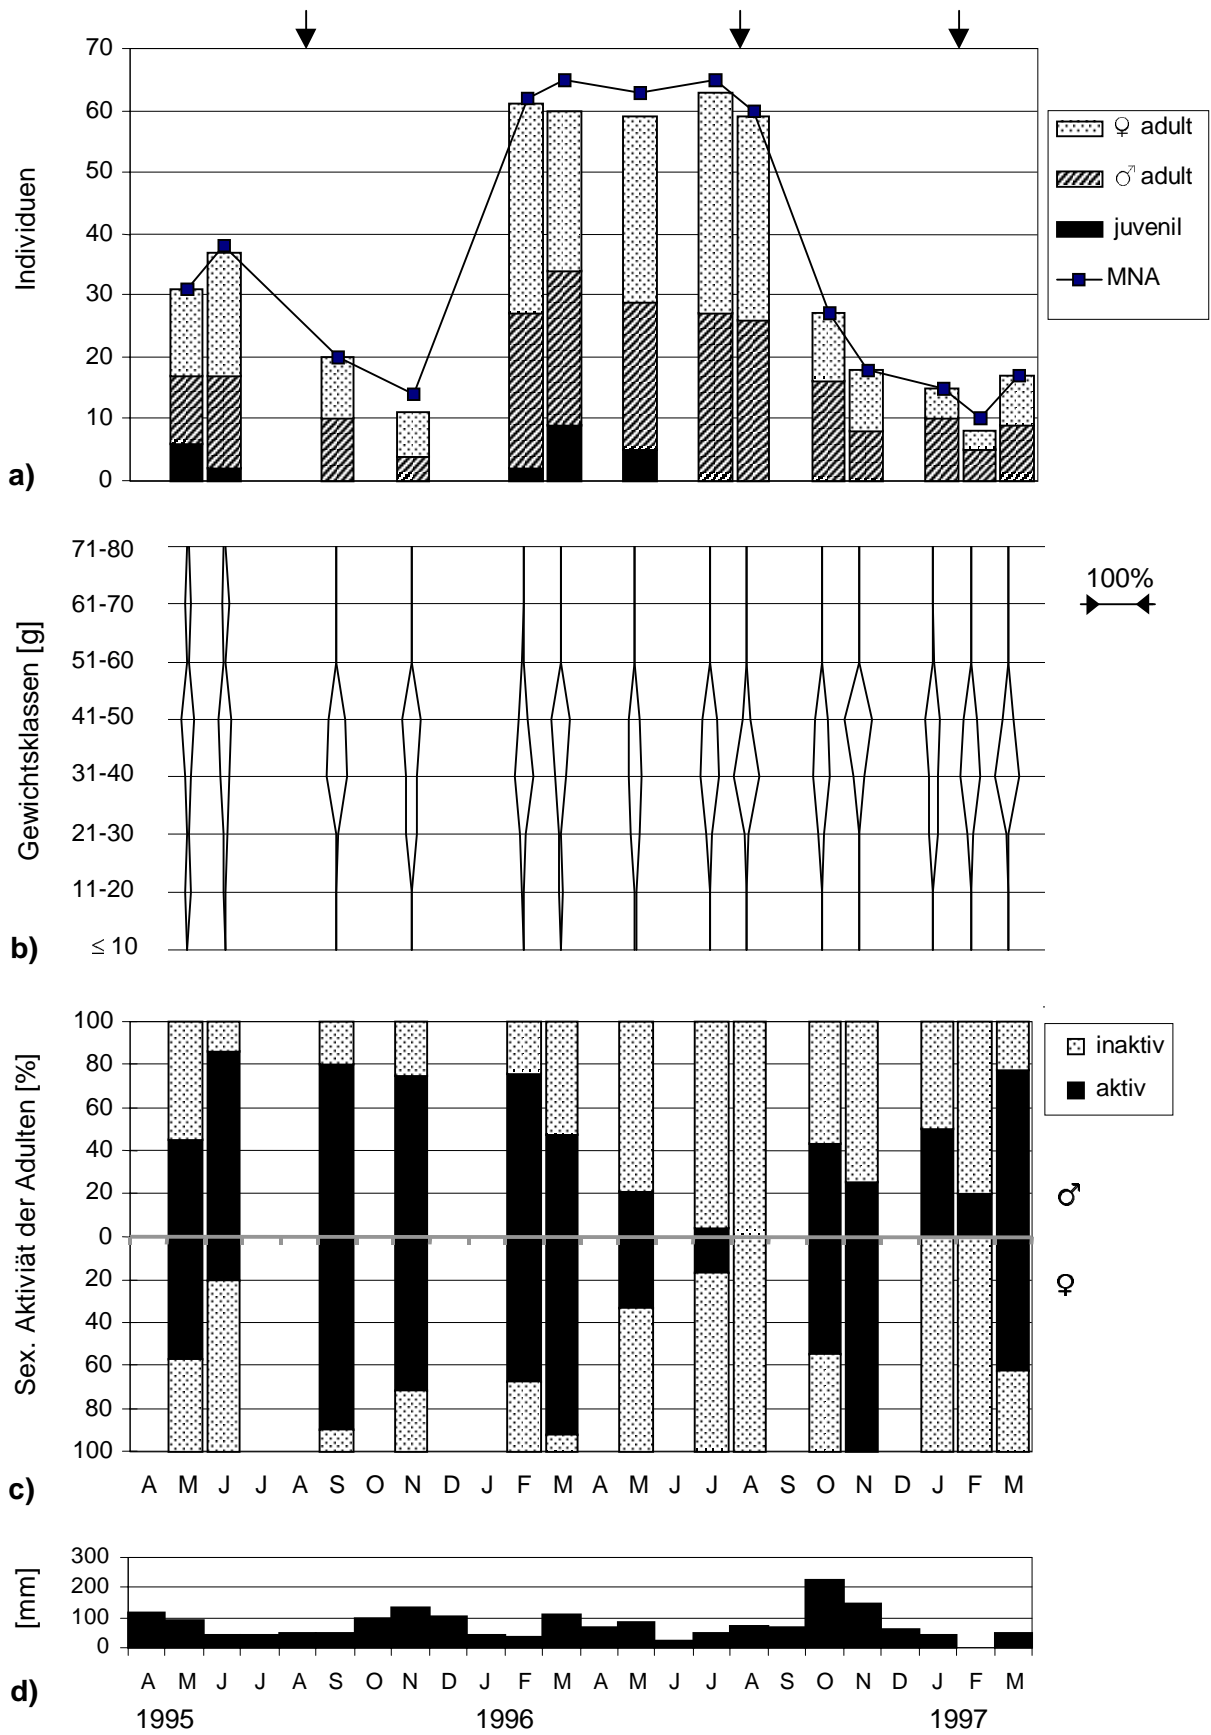 70
60
50
40
30
20
10
0
Individuen
a)
♀ adult
♂ adult
juvenil
MNA
71-80
61-70
51-60
41-50
31-40
21-30
11-20
≤ 10
Gewichtsklassen [g]
b)
100%
100
80
60
40
20
0
20
40
60
80
100
Sex. Aktiviät der Adulten [%]
c)
inaktiv
aktiv
♂
♀
A M J J A S O N D J F M A M J J A S O N D J F M
300
200
100
0
[mm]
d)
A M J J A S O N D J F M A M J J A S O N D J F M
1995 1996 1997